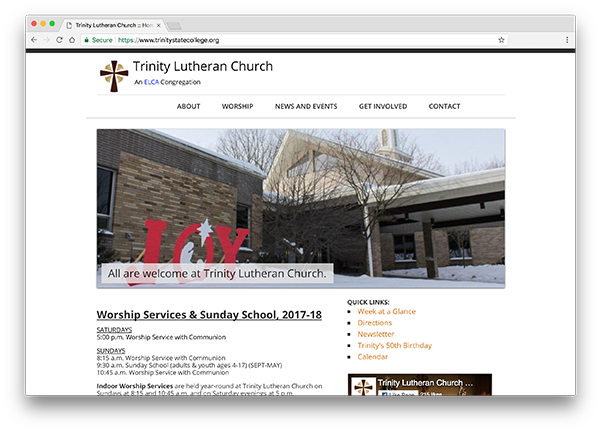 Trinity Lutheran Church :: Hom
Secure https://www.trinitystatecollege.org
Trinity Lutheran Church
An ELCA Congregation
ABOUT WORSHIP NEWS AND EVENTS GET INVOLVED CONTACT
JOY
All are welcome at Trinity Lutheran Church.
Worship Services & Sunday School, 2017-18
SATURDAYS
5:00 p.m. Worship Service with Communion
SUNDAYS
8:15 a.m. Worship Service with Communion
9:30 a.m. Sunday School (adults & youth ages 4-17) (SEPT-MAY)
10:45 a.m. Worship Service with Communion
Indoor Worship Services are held year-round at Trinity Lutheran Church on
Sundays at 8:15 and 10:45 a.m. and on Saturday evenings at 5 p.m.
QUICK LINKS:
Week at a Glance
Directions
Newsletter
Trinity's 50th Birthday
Calendar
Trinity Lutheran Church ...
Like Page 215 likes